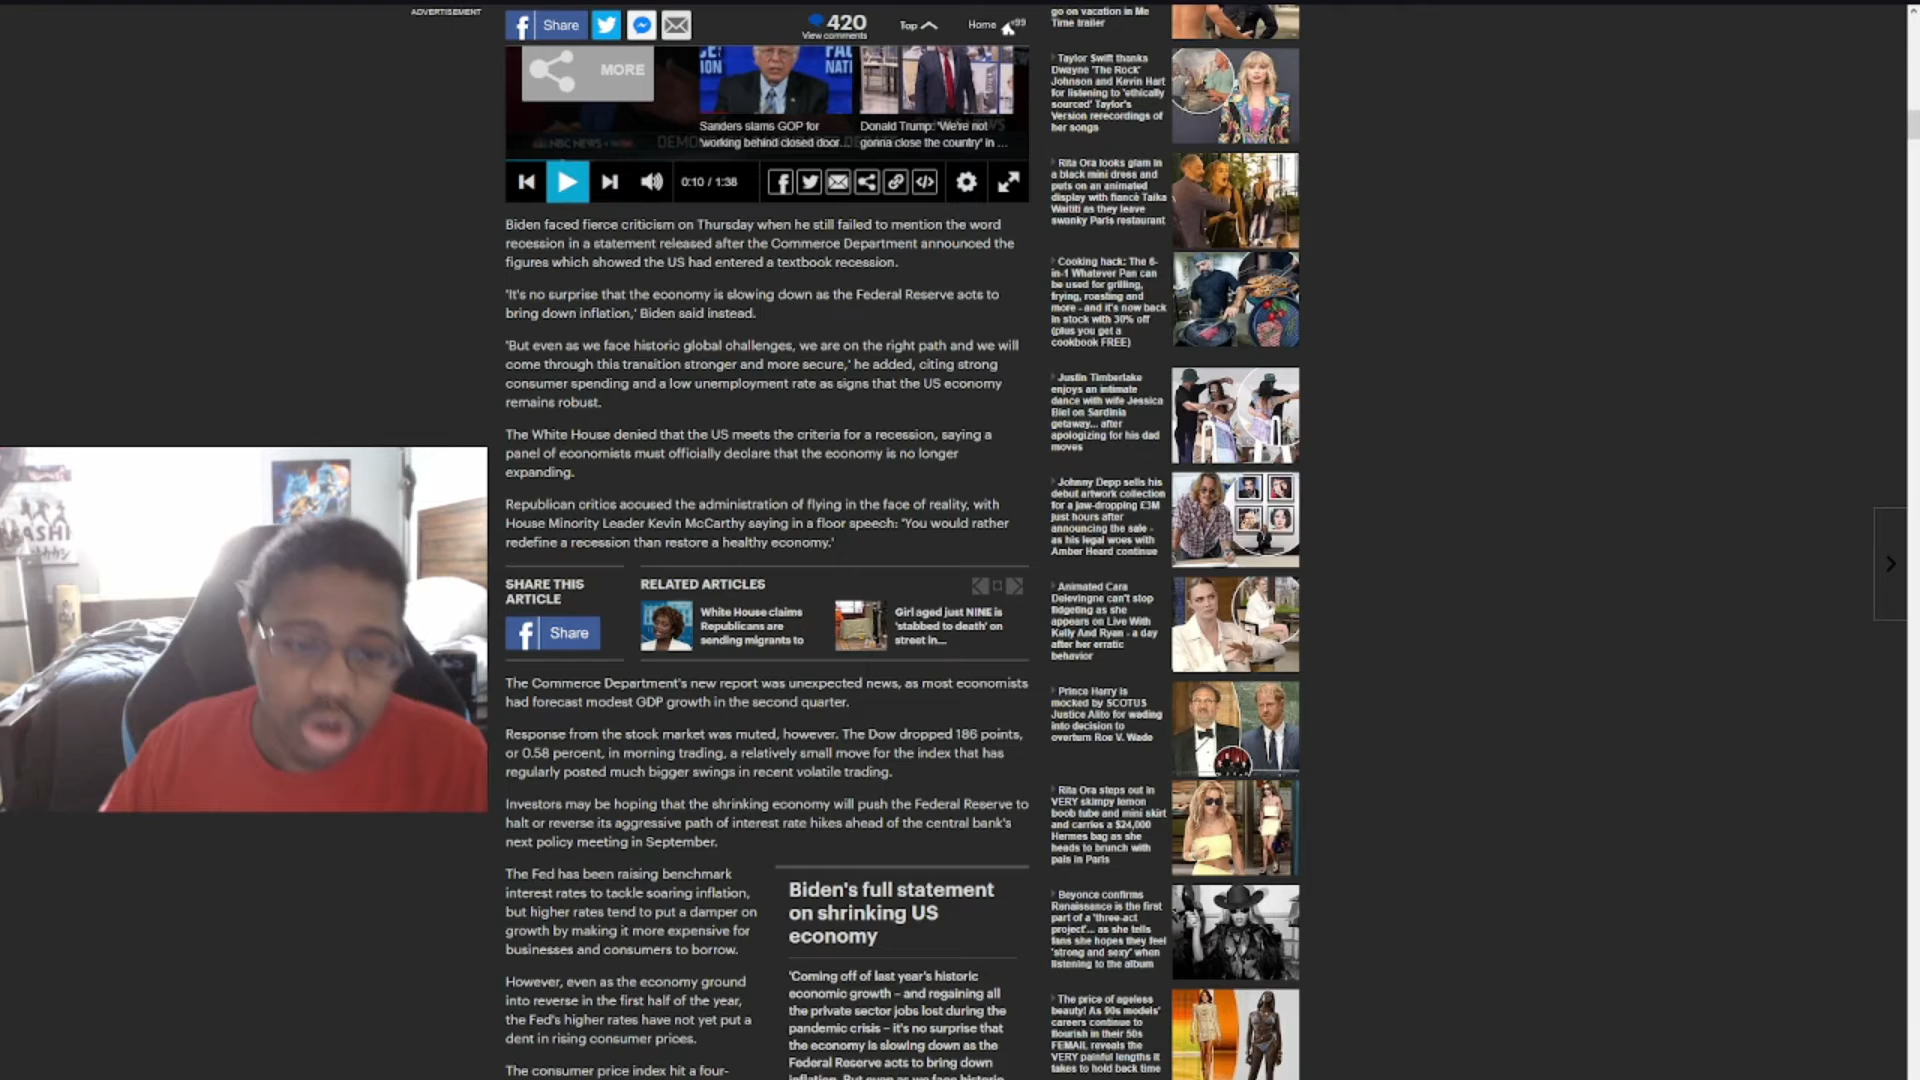 ADVERTISEMENT
Share
420
View comments
Top
Home
+99
MORE
Sanders slams GOP for
'working behind closed door...
Donald Trump: 'We're not
gonna close the country' in ...
NBC NEWS
0:10 / 1:38
Biden faced fierce criticism on Thursday when he still failed to mention the word
recession in a statement released after the Commerce Department announced the
figures which showed the US had entered a textbook recession.
'It's no surprise that the economy is slowing down as the Federal Reserve acts to
bring down inflation,' Biden said instead.
'But even as we face historic global challenges, we are on the right path and we will
come through this transition stronger and more secure,' he added, citing strong
consumer spending and a low unemployment rate as signs that the US economy
remains robust.
The White House denied that the US meets the criteria for a recession, saying a
panel of economists must officially declare that the economy is no longer
expanding.
Republican critics accused the administration of flying in the face of reality, with
House Minority Leader Kevin McCarthy saying in a floor speech: 'You would rather
redefine a recession than restore a healthy economy.'
SHARE THIS
ARTICLE
Share
RELATED ARTICLES
White House claims
Republicans are
sending migrants to
Girl aged just NINE is
'stabbed to death' on
street in...
The Commerce Department's new report was unexpected news, as most economists
had forecast modest GDP growth in the second quarter.
Response from the stock market was muted, however. The Dow dropped 186 points,
or 0.58 percent, in morning trading, a relatively small move for the index that has
regularly posted much bigger swings in recent volatile trading.
Investors may be hoping that the shrinking economy will push the Federal Reserve to
halt or reverse its aggressive path of interest rate hikes ahead of the central bank's
next policy meeting in September.
The Fed has been raising benchmark
interest rates to tackle soaring inflation,
but higher rates tend to put a damper on
growth by making it more expensive for
businesses and consumers to borrow.
However, even as the economy ground
into reverse in the first half of the year,
the Fed's higher rates have not yet put a
dent in rising consumer prices.
The consumer price index hit a four-
Biden's full statement
on shrinking US
economy
'Coming off of last year's historic
economic growth – and regaining all
the private sector jobs lost during the
pandemic crisis – it's no surprise that
the economy is slowing down as the
Federal Reserve acts to bring down
inflation. But even as we face historic
go on vacation in Me
Time trailer
Taylor Swift thanks
Dwayne 'The Rock'
Johnson and Kevin Hart
for listening to 'ethically
sourced' Taylor's
Version rerecordings of
her songs
Rita Ora looks glam in
a black mini dress and
puts on an animated
display with fiancé Taika
Waititi as they leave
swanky Paris restaurant
Cooking hack: The 6-
in-1 Whatever Pan can
be used for grilling,
frying, roasting and
more - and it's now back
in stock with 30% off
(plus you get a
cookbook FREE)
Justin Timberlake
enjoys an intimate
dance with wife Jessica
Biel on Sardinia
getaway... after
apologizing for his dad
moves
Johnny Depp sells his
debut artwork collection
for a jaw-dropping £3M
just hours after
announcing the sale -
as his legal woes with
Amber Heard continue
Animated Cara
Delevingne can't stop
fidgeting as she
appears on Live With
Kelly And Ryan - a day
after her erratic
behavior
Prince Harry is
mocked by SCOTUS
Justice Alito for wading
into decision to
overturn Roe V. Wade
Rita Ora steps out in
VERY skimpy lemon
boob tube and mini skirt
and carries a $24,000
Hermes bag as she
heads to brunch with
pals in Paris
Beyonce confirms
Renaissance is the first
part of a 'three-act
project'... as she tells
fans she hopes they feel
'strong and sexy' when
listening to the album
The price of ageless
beauty! As 90s models'
careers continue to
flourish in their 50s
FEMAIL reveals the
VERY painful lengths it
takes to hold back time